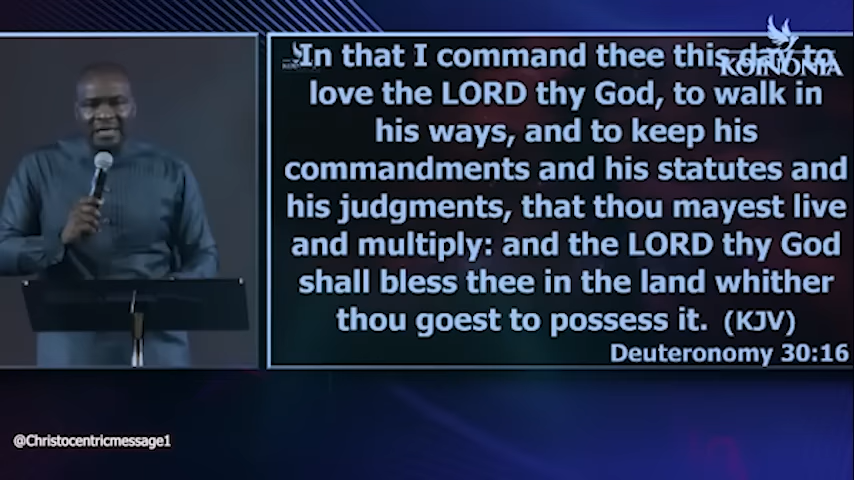 In that I command thee this day to
KOINONIA
love the LORD thy God, to walk in
his ways, and to keep his
commandments and his statutes and
his judgments, that thou mayest live
and multiply: and the LORD thy God
shall bless thee in the land whither
thou goest to possess it. (KJV)
Deuteronomy 30:16
@Christocentricmessage1